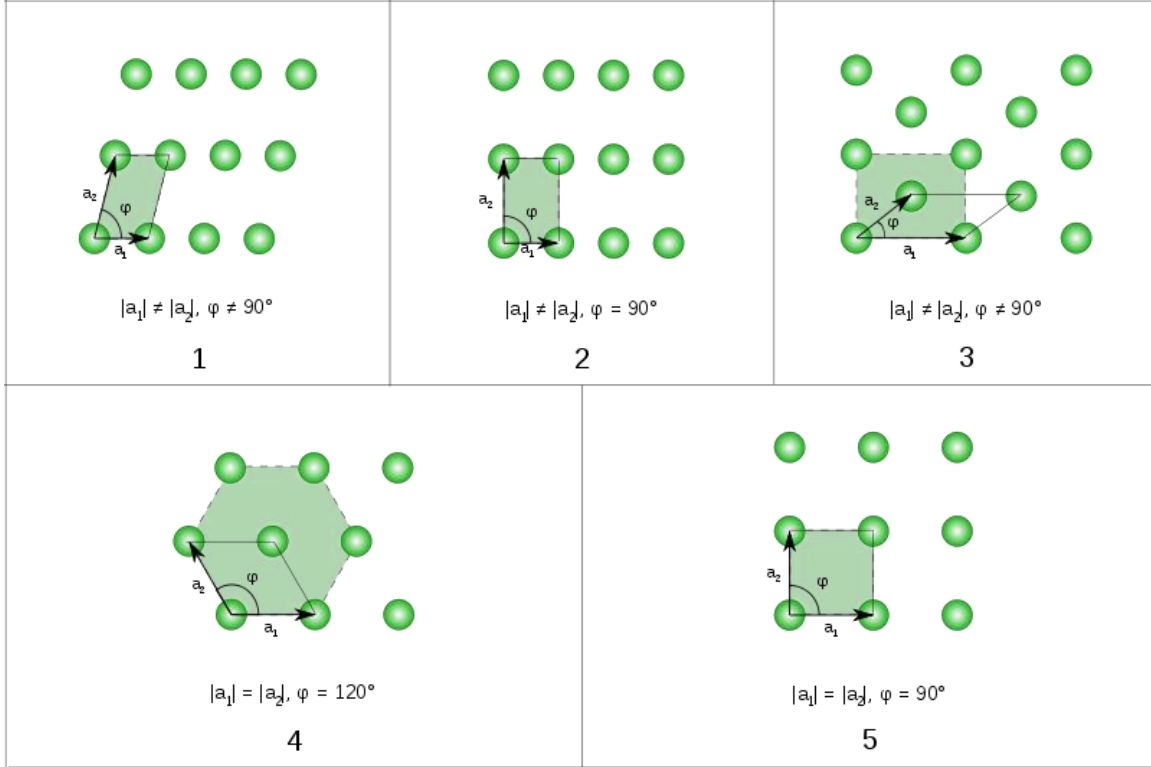 a₂
φ
a₁
|a₁| ≠ |a₂|, φ ≠ 90°
1
a₂
φ
a₁
|a₁| ≠ |a₂|, φ = 90°
2
a₂
φ
a₁
|a₁| ≠ |a₂|, φ ≠ 90°
3
a₂
φ
a₁
|a₁| = |a₂|, φ = 120°
4
a₂
φ
a₁
|a₁| = |a₂|, φ = 90°
5